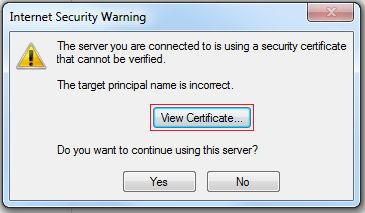 Internet Security Warning
The server you are connected to is using a security certificate
that cannot be verified.
The target principal name is incorrect.
View Certificate...
Do you want to continue using this server?
Yes No